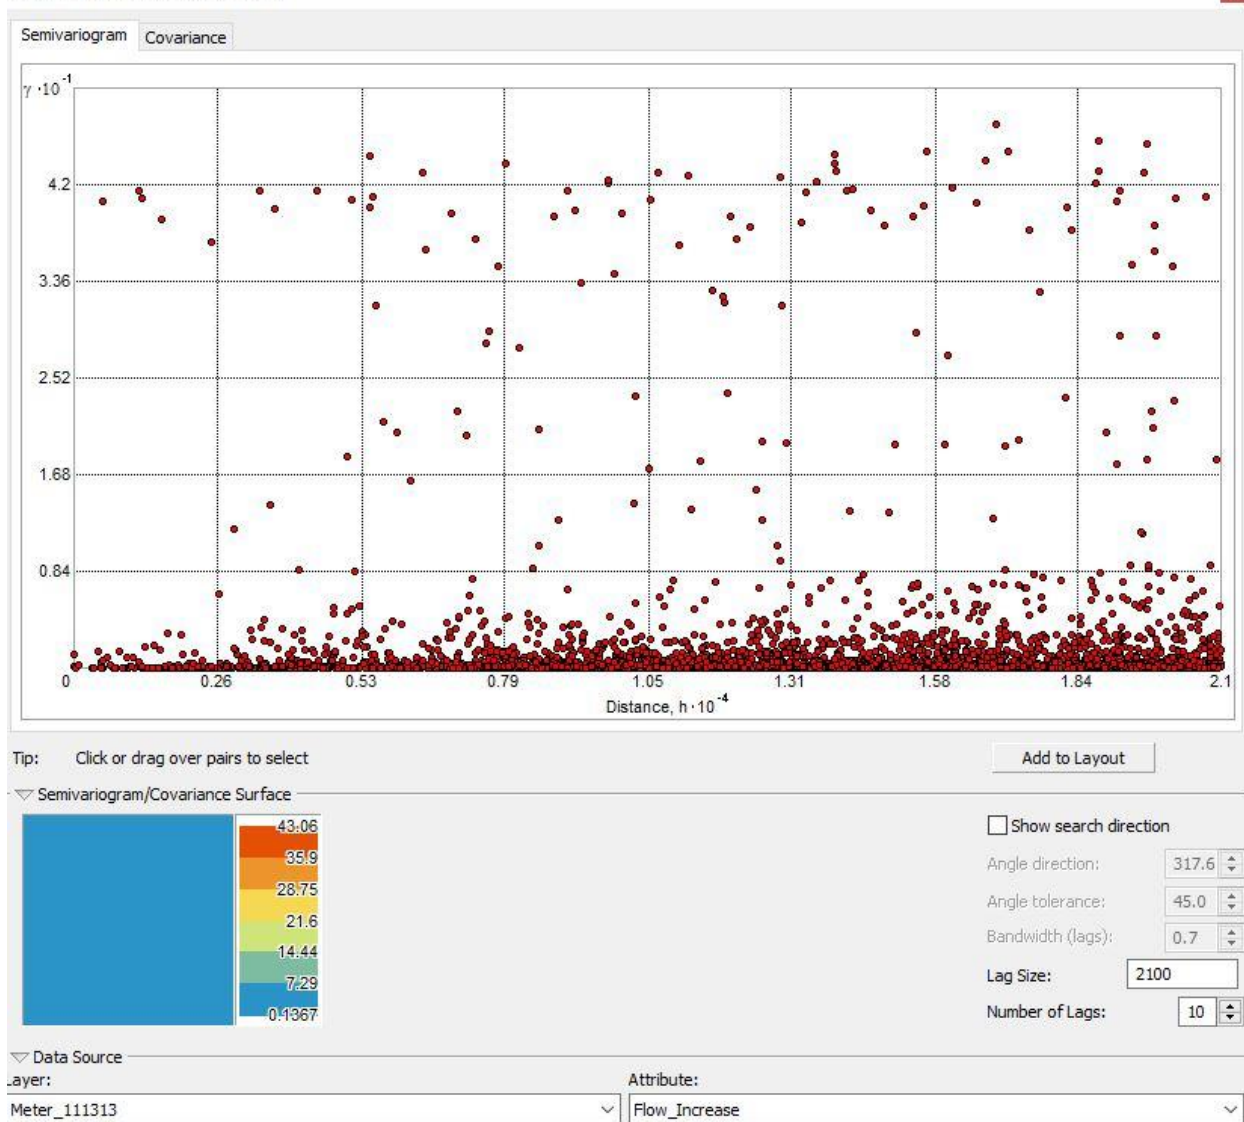 Semivariogram Covariance
γ·10⁻¹
4.2
3.36
2.52
1.68
0.84
0 0.26 0.53 0.79 1.05 1.31 1.58 1.84 2.1
Distance, h·10⁻⁴
Tip: Click or drag over pairs to select Add to Layout
Semivariogram/Covariance Surface
43.06
35.9
28.75
21.6
14.44
7.29
0.1367
Show search direction
Angle direction: 317.6
Angle tolerance: 45.0
Bandwidth (lags): 0.7
Lag Size: 2100
Number of Lags: 10
Data Source
Layer: Attribute:
Meter_111313 Flow_Increase